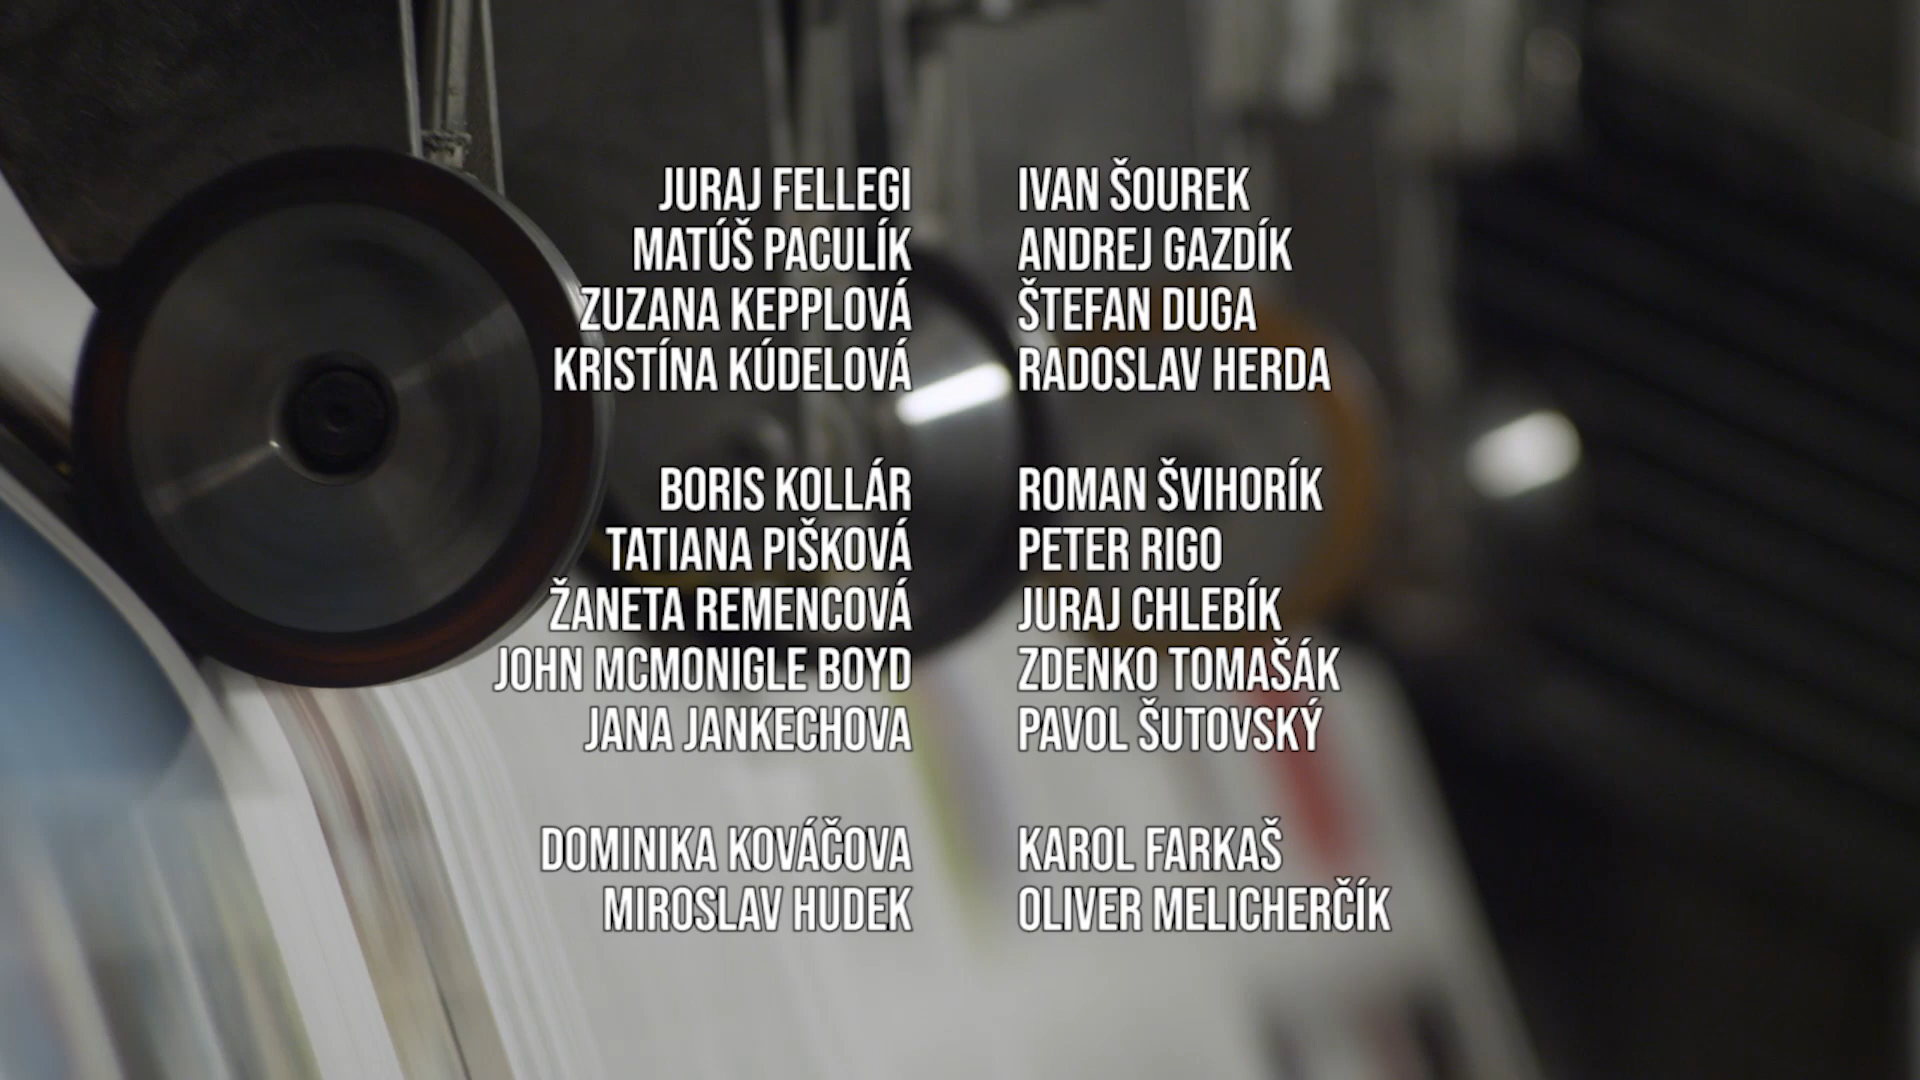 JURAJ FELLEGI IVAN ŠOUREK
MATÚŠ PACULÍK ANDREJ GAZDÍK
ZUZANA KEPPLOVÁ ŠTEFAN DUGA
KRISTÍNA KÚDELOVÁ RADOSLAV HERDA
BORIS KOLLÁR ROMAN ŠVIHORÍK
TATIANA PIŠKOVÁ PETER RIGO
ŽANETA REMENCOVÁ JURAJ CHLEBÍK
JOHN MCMONIGLE BOYD ZDENKO TOMAŠÁK
JANA JANKECHOVA PAVOL ŠUTOVSKÝ
DOMINIKA KOVÁČOVA KAROL FARKAŠ
MIROSLAV HUDEK OLIVER MELICHERČÍK